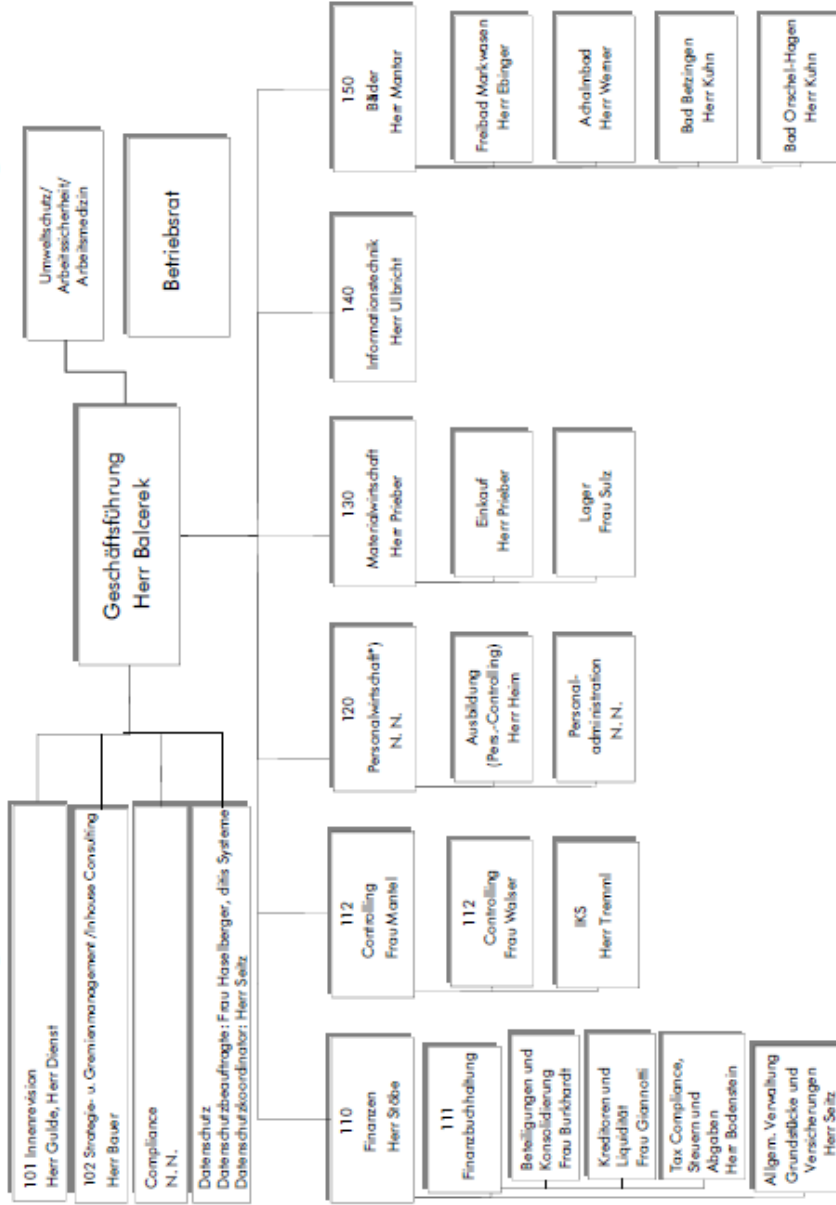 Umweltschutz/
Arbeitssicherheit/
Arbeitsmedizin
Betriebsrat
Geschäftsführung
Herr Balcerek
101 Innenrevision
Herr Gulde, Herr Dienst
102 Strategie- u. Gremienmanagement/Inhouse Consulting
Herr Bauer
Compliance
N. N.
Datenschutz
Datenschutzbeauftragte: Frau Haselberger, ditis Systeme
Datenschutzkoordinator: Herr Seitz
110
Finanzen
Herr Stöbe
111
Finanzbuchhaltung
Beteiligungen und
Konsolidierung
Frau Burkhardt
Kreditoren und
Liquidität
Frau Giannotti
Tax Compliance,
Steuern und
Abgaben
Herr Bodenstein
Allgem. Verwaltung
Grundstücke und
Versicherungen
Herr Seitz
112
Controlling
Frau Mantel
112
Controlling
Frau Walser
IKS
Herr Tremml
120
Personalwirtschaft*)
N. N.
Ausbildung
(Pers.-Controlling)
Herr Heim
Personal-
administration
N. N.
130
Materialwirtschaft
Herr Prieber
Einkauf
Herr Prieber
Lager
Frau Sulz
140
Informationstechnik
Herr Ullbricht
150
Bäder
Herr Mantar
Freibad Markwasen
Herr Ebinger
Achalmbad
Herr Werner
Bad Betzingen
Herr Kuhn
Bad Orschel-Hagen
Herr Kuhn